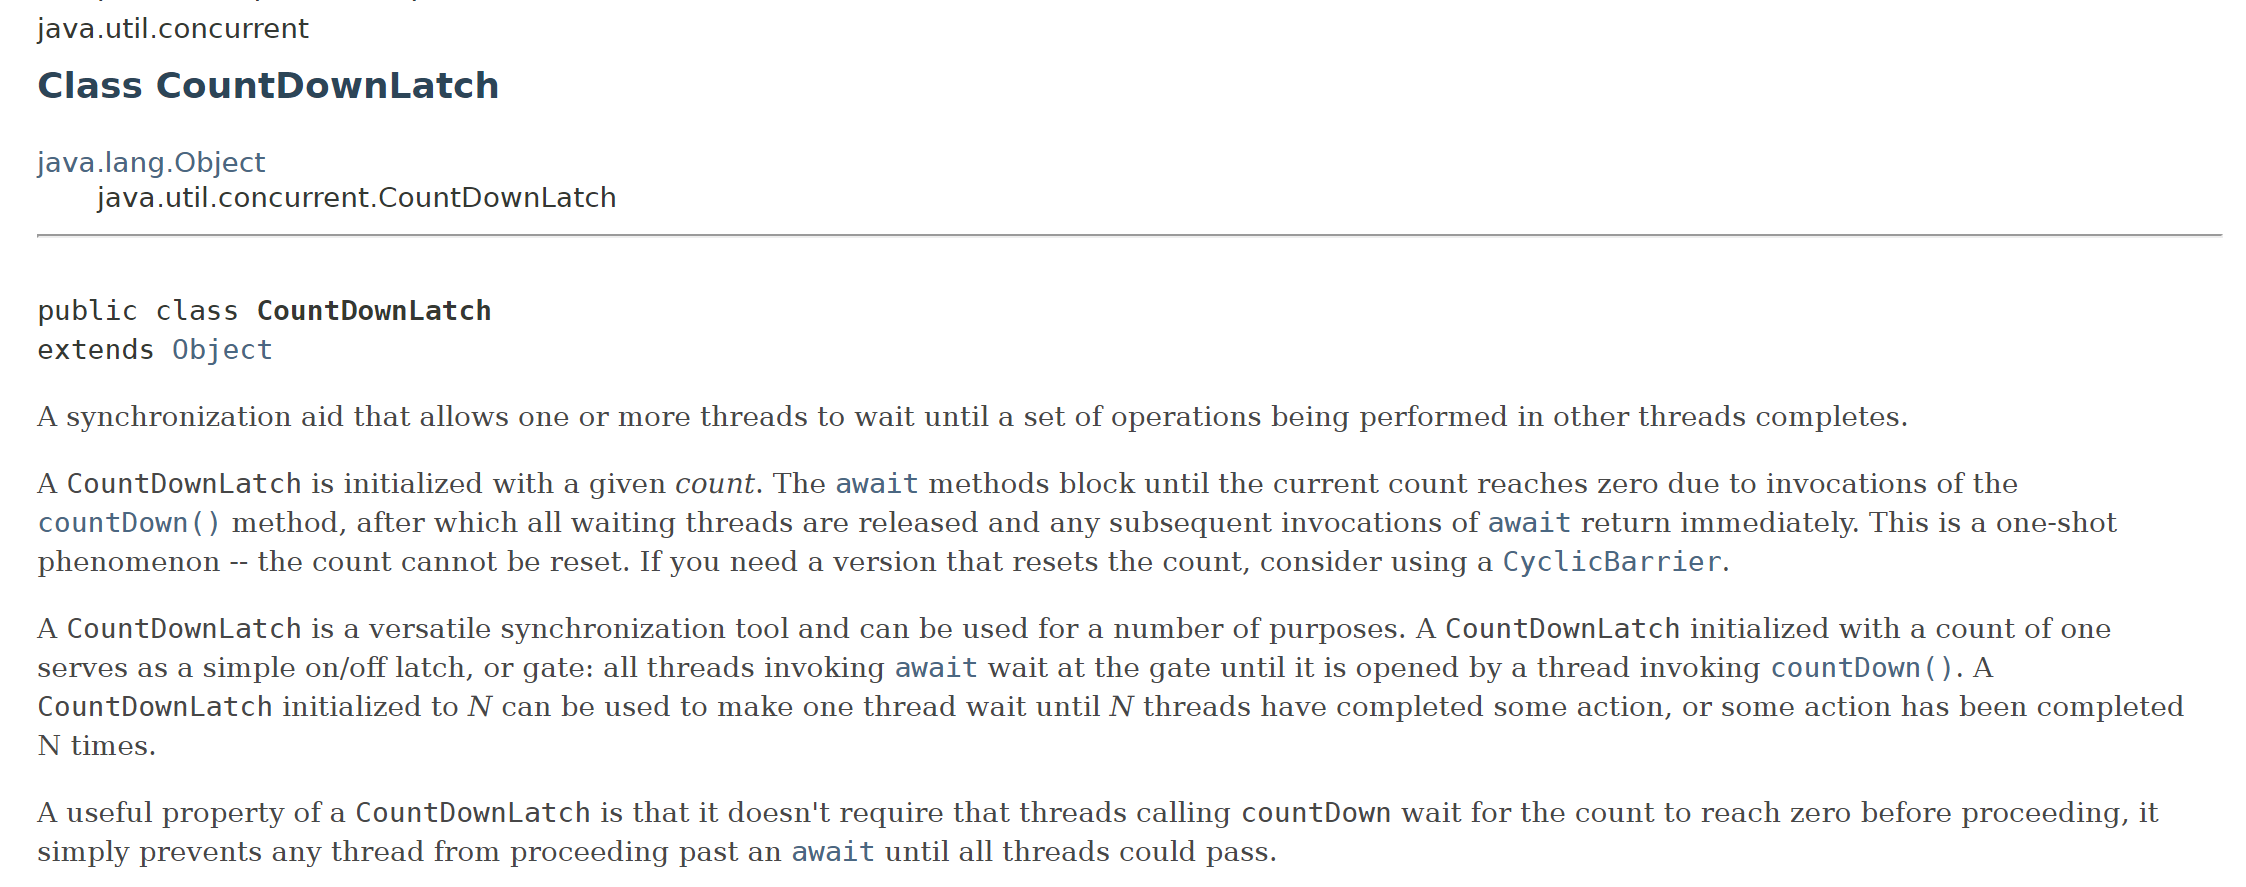 java.util.concurrent
Class CountDownLatch
java.lang.Object
java.util.concurrent.CountDownLatch
public class CountDownLatch
extends Object
A synchronization aid that allows one or more threads to wait until a set of operations being performed in other threads completes.
A CountDownLatch is initialized with a given count. The await methods block until the current count reaches zero due to invocations of the
countDown() method, after which all waiting threads are released and any subsequent invocations of await return immediately. This is a one-shot
phenomenon -- the count cannot be reset. If you need a version that resets the count, consider using a CyclicBarrier.
A CountDownLatch is a versatile synchronization tool and can be used for a number of purposes. A CountDownLatch initialized with a count of one
serves as a simple on/off latch, or gate: all threads invoking await wait at the gate until it is opened by a thread invoking countDown(). A
CountDownLatch initialized to N can be used to make one thread wait until N threads have completed some action, or some action has been completed
N times.
A useful property of a CountDownLatch is that it doesn't require that threads calling countDown wait for the count to reach zero before proceeding, it
simply prevents any thread from proceeding past an await until all threads could pass.